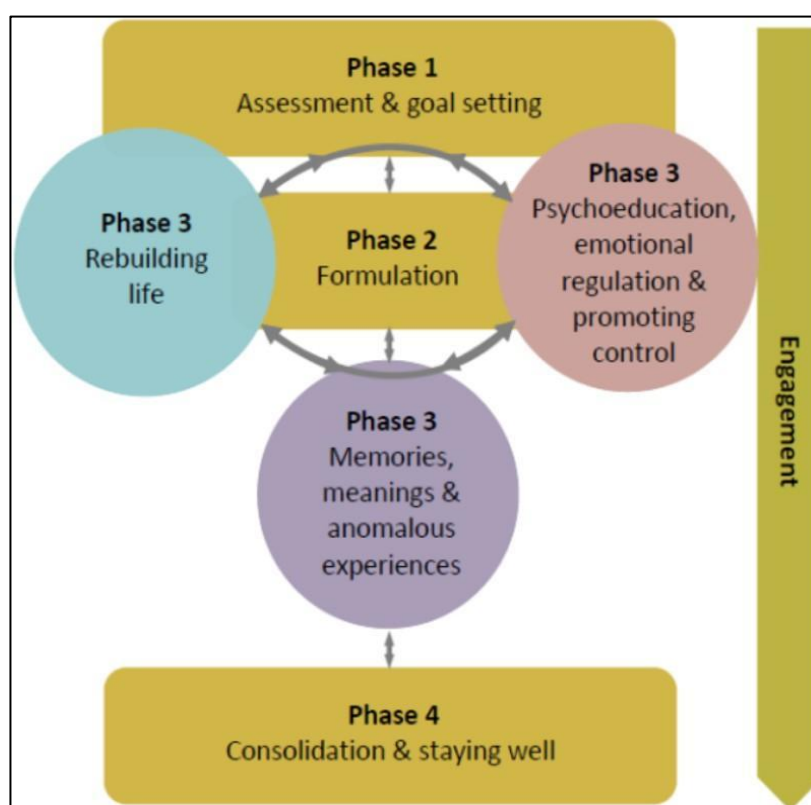 Phase 1
Assessment & goal setting
Phase 3
Rebuilding
life
Phase 2
Formulation
Phase 3
Psychoeducation,
emotional
regulation &
promoting
control
Phase 3
Memories,
meanings &
anomalous
experiences
Phase 4
Consolidation & staying well
Engagement